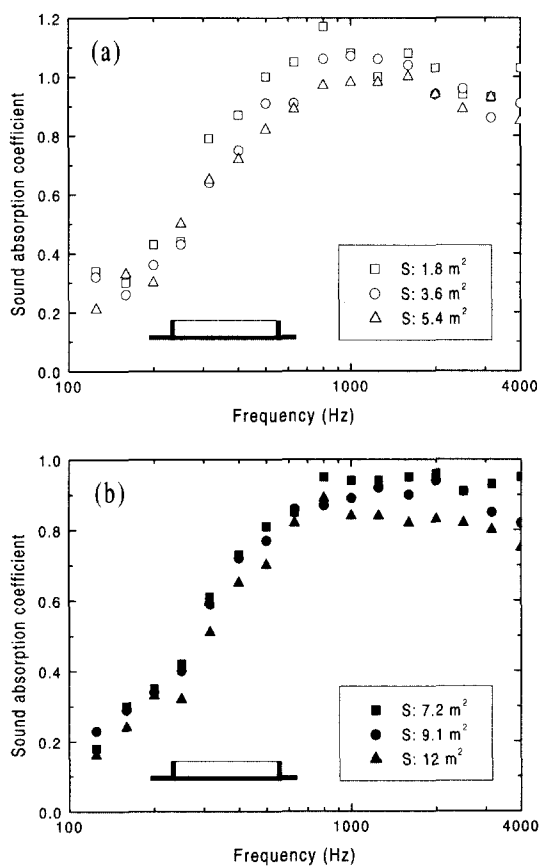 (a)
Sound absorption coefficient
1.2
1.0
0.8
0.6
0.4
0.2
0.0
S: 1.8 m²
S: 3.6 m²
S: 5.4 m²
100
1000
4000
Frequency (Hz)
(b)
Sound absorption coefficient
1.0
0.8
0.6
0.4
0.2
0.0
S: 7.2 m²
S: 9.1 m²
S: 12 m²
100
1000
4000
Frequency (Hz)